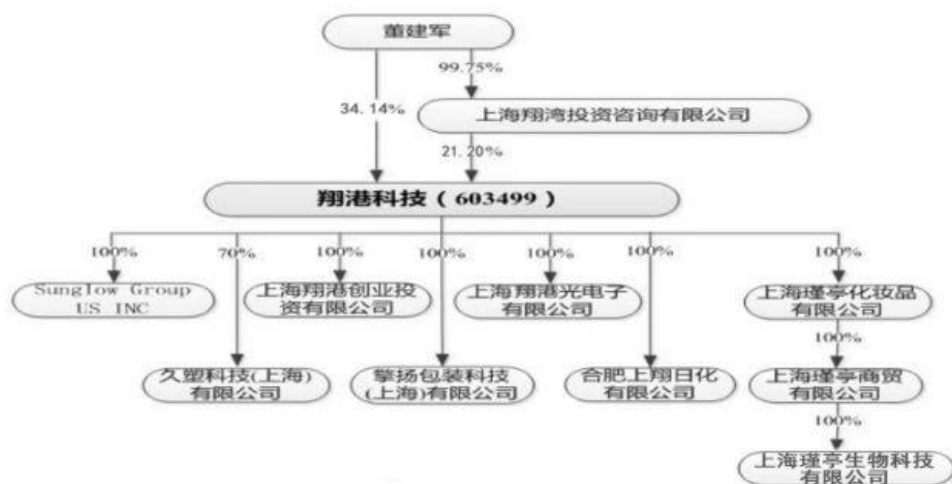 董建军
99.75%
34.14%
上海翔湾投资咨询有限公司
21.20%
翔港科技（603499）
100%
70%
100%
100%
100%
100%
100%
Sunglow Group
US INC
上海翔港创业投
资有限公司
上海翔港光电子
有限公司
上海瑾亭化妆品
有限公司
100%
久塑科技(上海)
有限公司
擎扬包装科技
(上海)有限公司
合肥上翔日化
有限公司
上海瑾亭商贸
有限公司
100%
上海瑾亭生物科技
有限公司